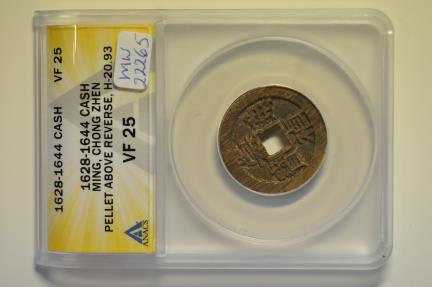 1628-1644 CASH VF 25
1628-1644 CASH
MING, CHONG ZHEN
PELLET ABOVE REVERSE, H-20.93
VF 25
ANACS
MW
22265